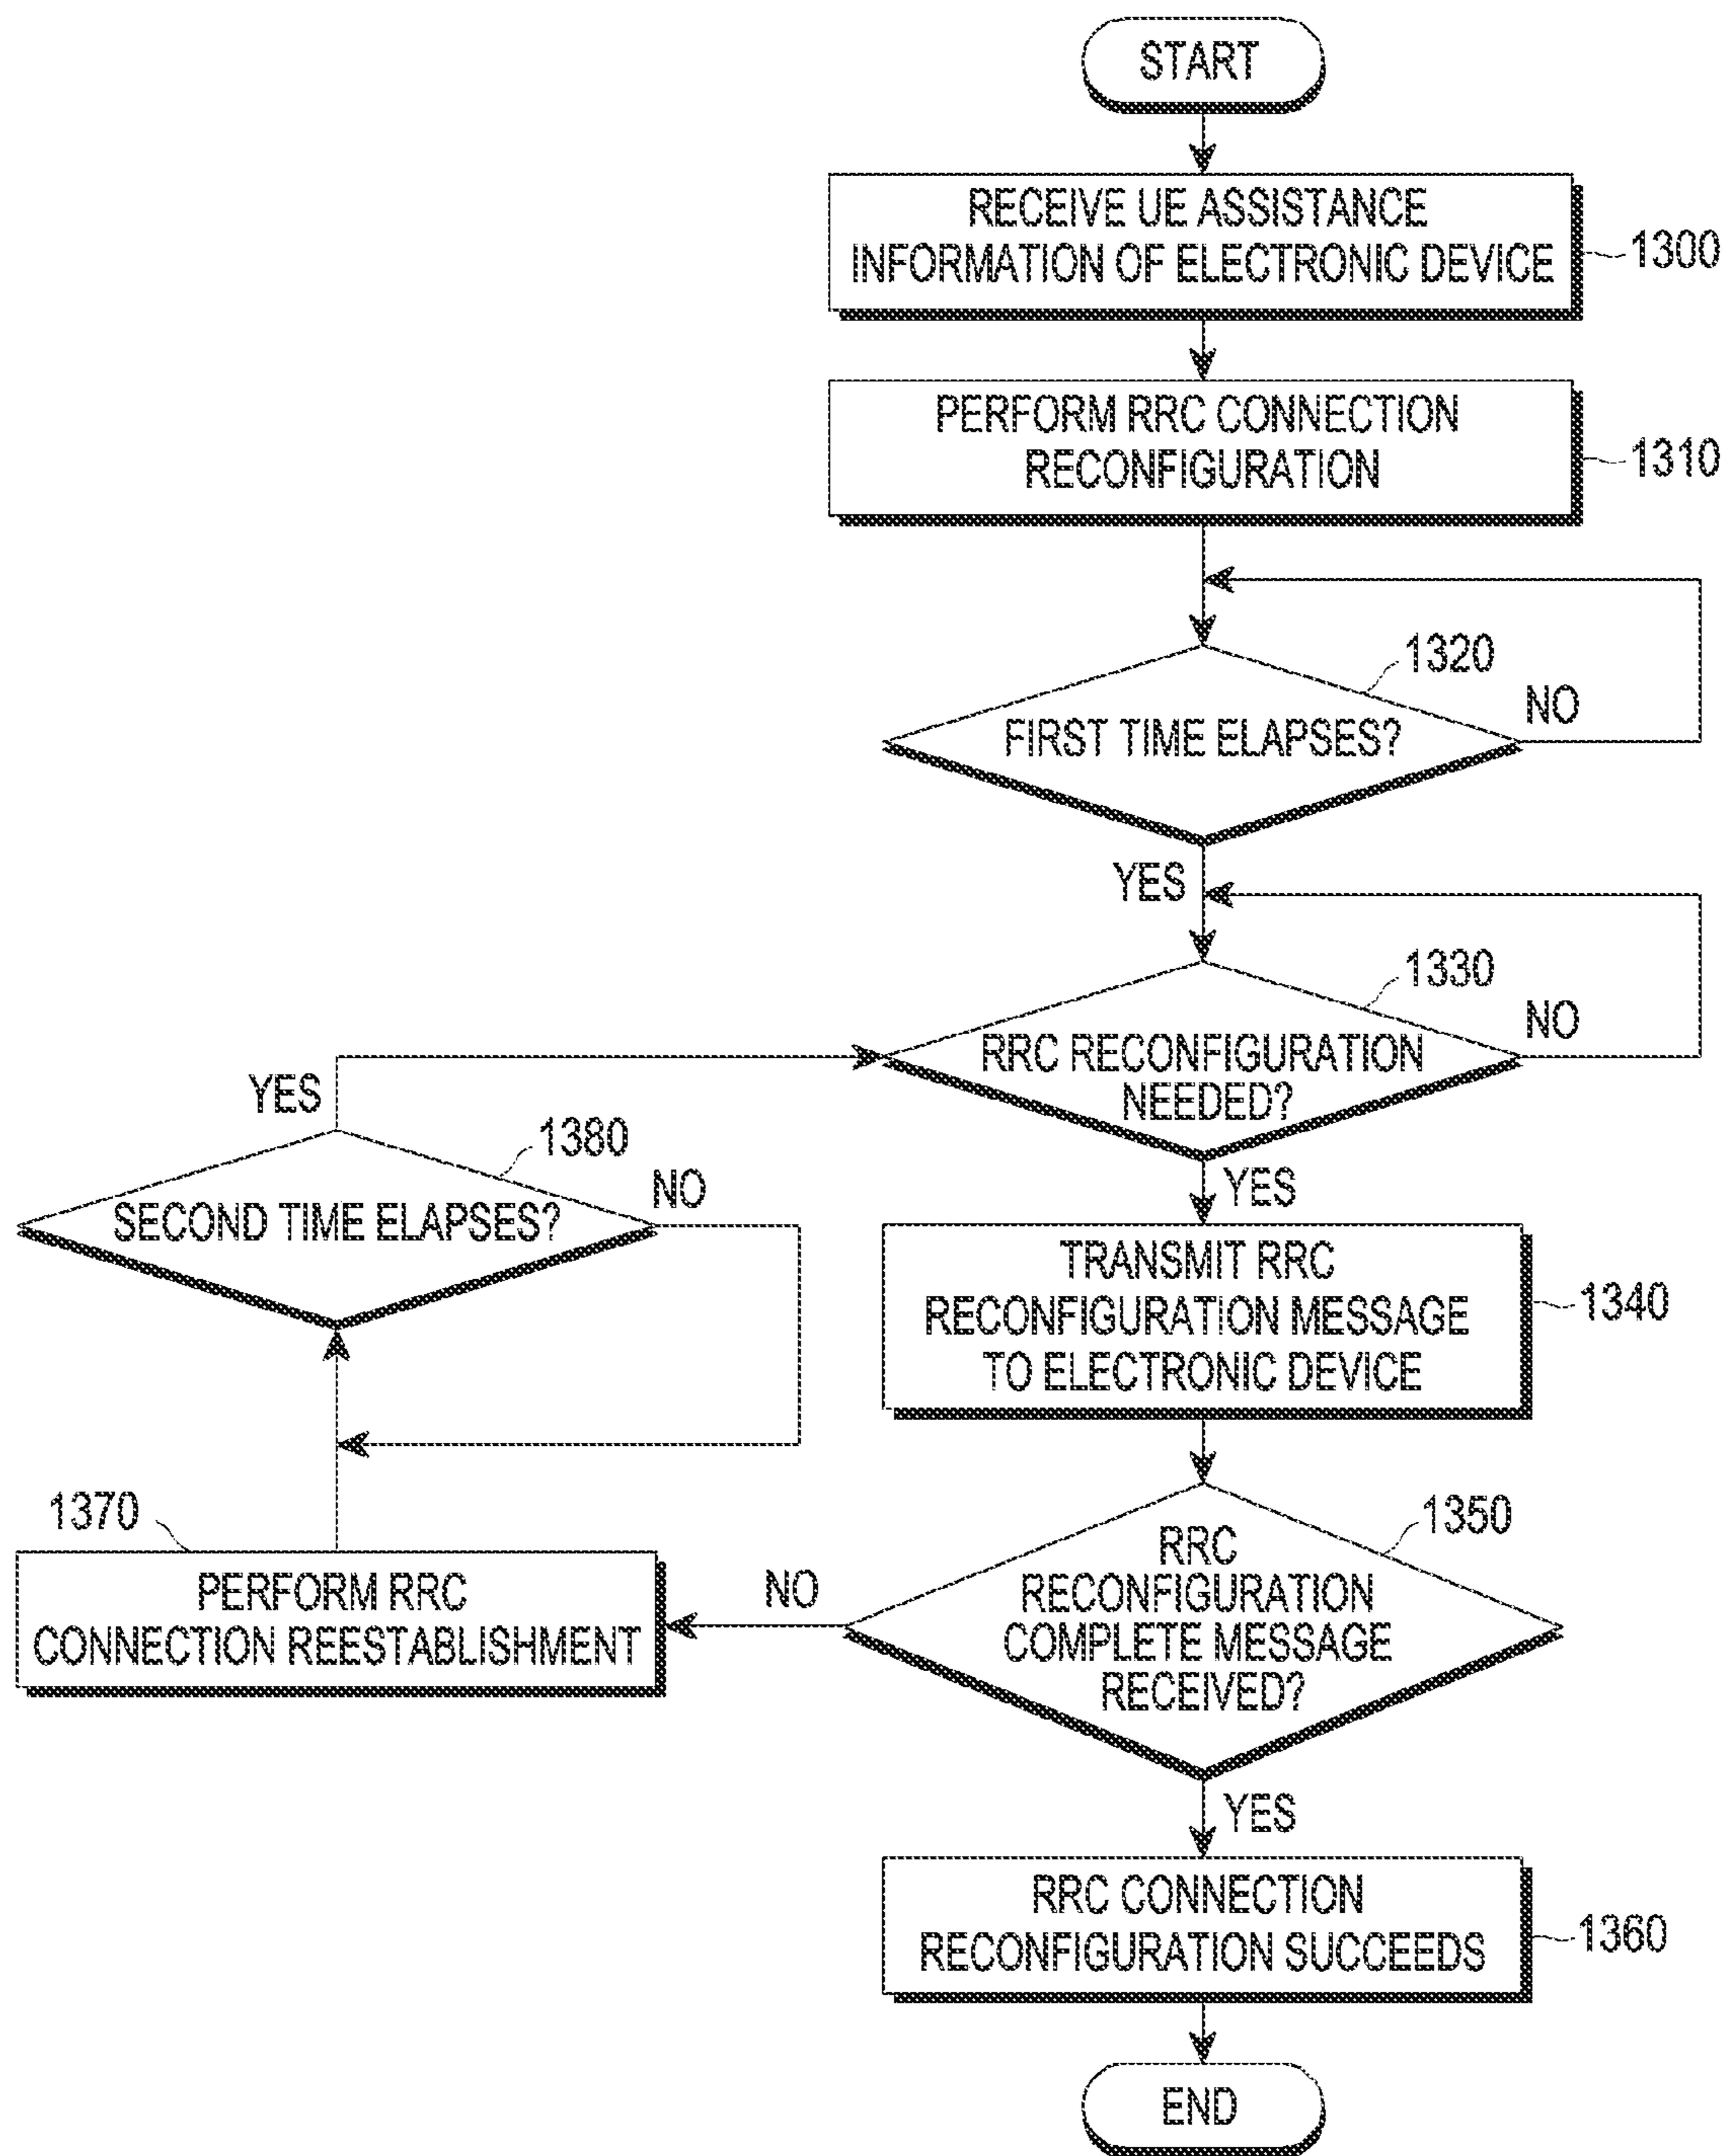 START
RECEIVE UE ASSISTANCE
INFORMATION OF ELECTRONIC DEVICE
1300
PERFORM RRC CONNECTION
RECONFIGURATION
1310
1320
FIRST TIME ELAPSES?
NO
YES
1330
RRC RECONFIGURATION
NEEDED?
NO
YES
1380
SECOND TIME ELAPSES?
NO
YES
TRANSMIT RRC
RECONFIGURATION MESSAGE
TO ELECTRONIC DEVICE
1340
1350
RRC
RECONFIGURATION
COMPLETE MESSAGE
RECEIVED?
NO
1370
PERFORM RRC
CONNECTION REESTABLISHMENT
YES
RRC CONNECTION
RECONFIGURATION SUCCEEDS
1360
END